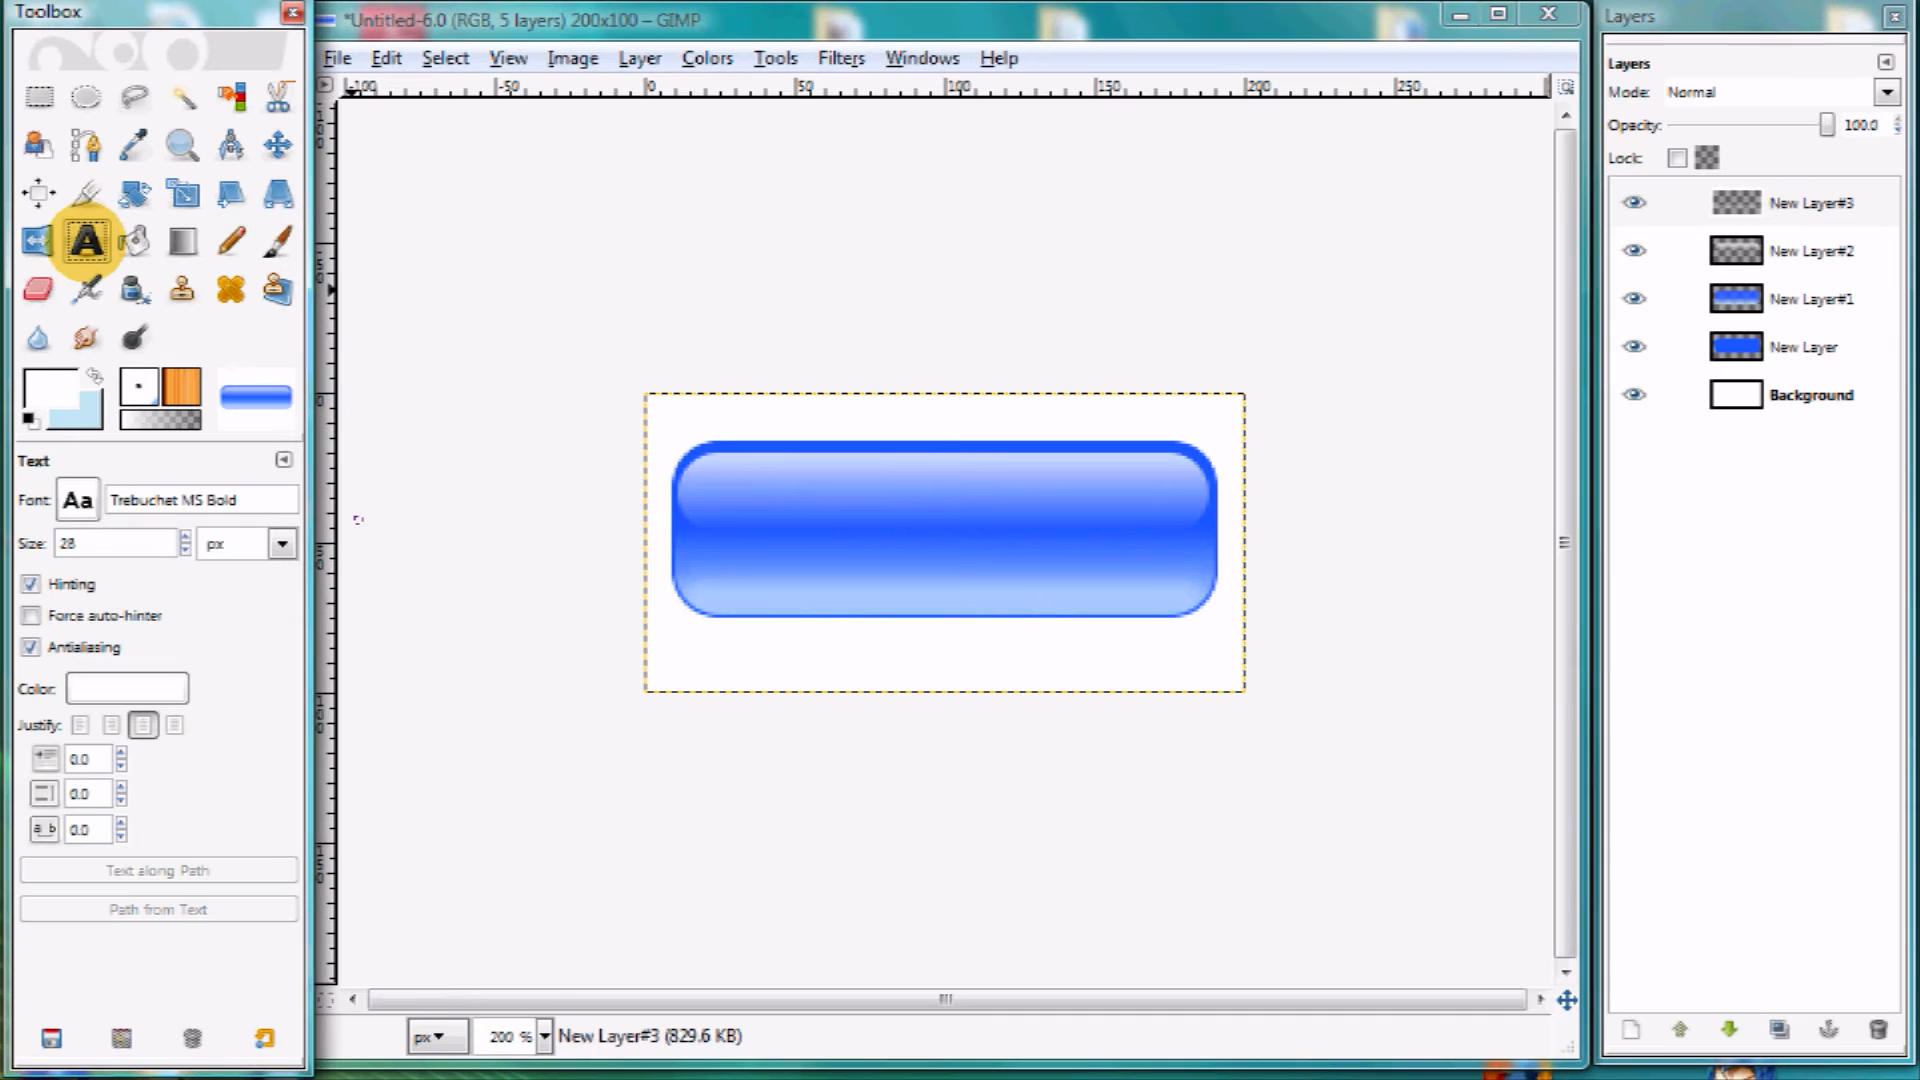 Toolbox
*Untitled-6.0 (RGB, 5 layers) 200x100 – GIMP
Layers
File Edit Select View Image Layer Colors Tools Filters Windows Help
-100 -50 0 50 100 150 200 250
Layers
Mode: Normal
Opacity: 100.0
Lock:
New Layer#3
New Layer#2
New Layer#1
New Layer
Background
A
Text
Font: Aa Trebuchet MS Bold
Size: 28 px
Hinting
Force auto-hinter
Antialiasing
Color:
Justify:
0.0
0.0
a b 0.0
Text along Path
Path from Text
px 200 % New Layer#3 (829.6 KB)